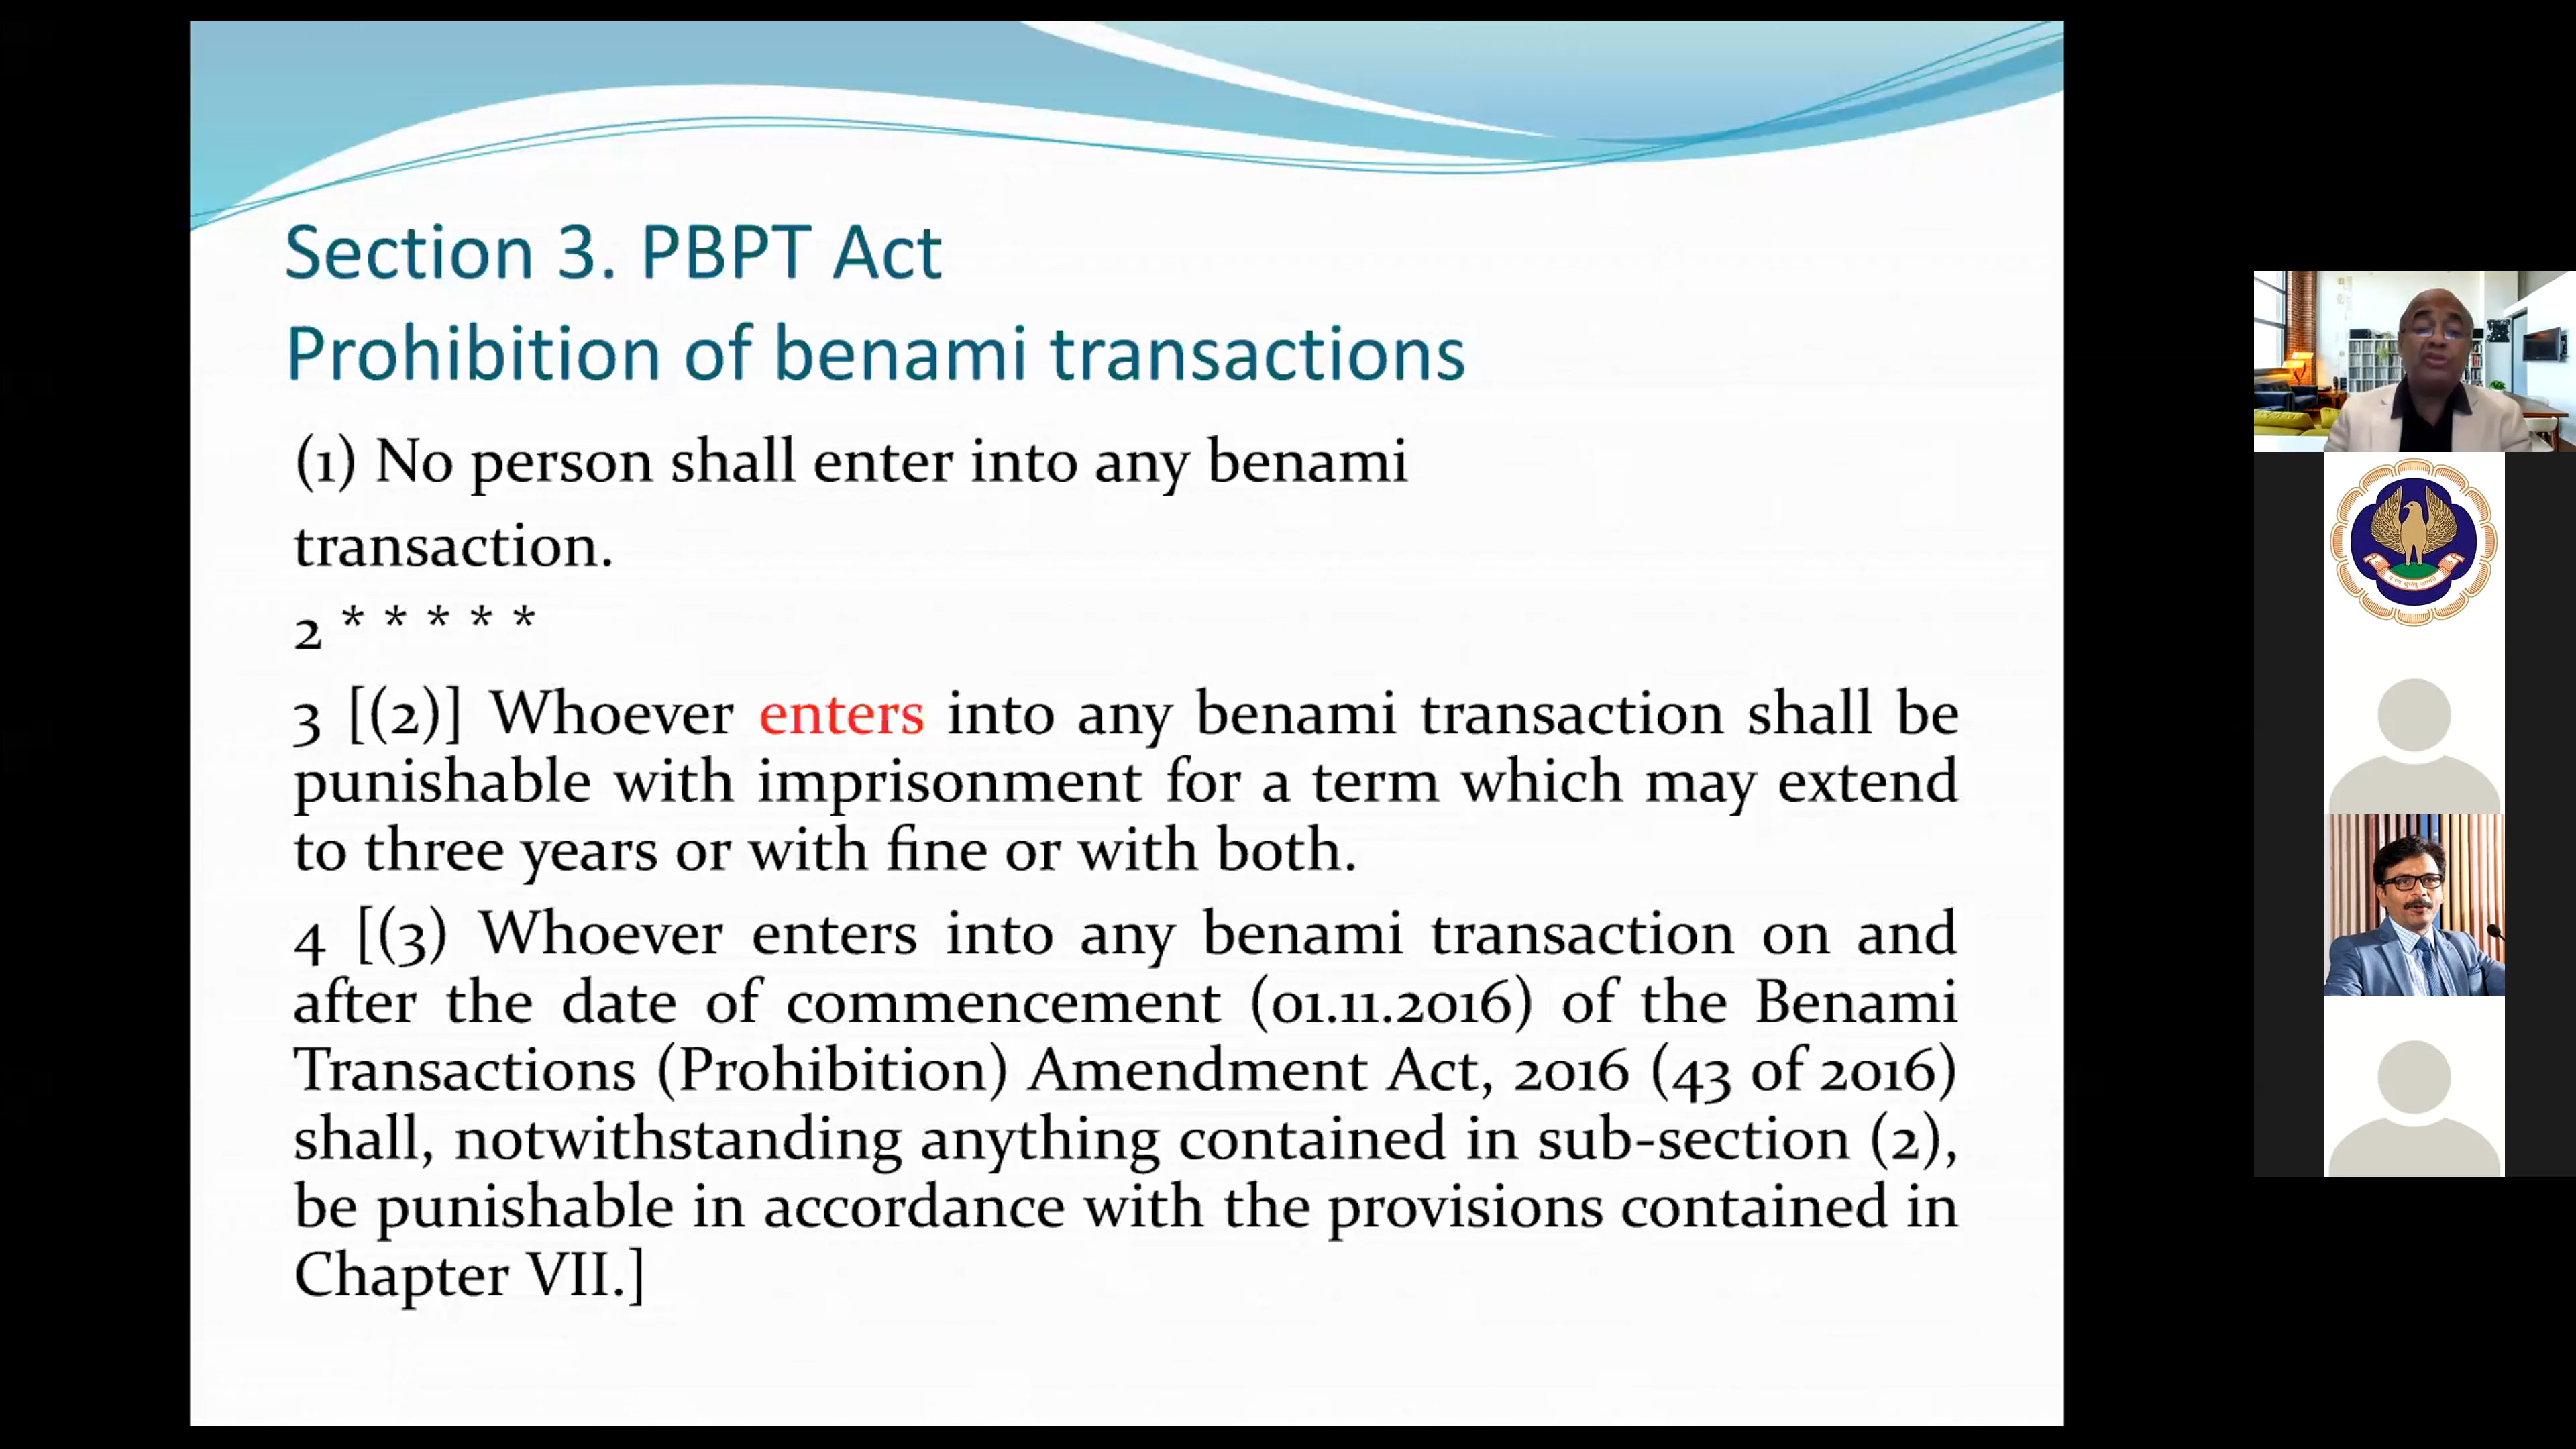 Section 3. PBPT Act
Prohibition of benami transactions
(1) No person shall enter into any benami
transaction.
2 * * * * *
3 [(2)] Whoever enters into any benami transaction shall be
punishable with imprisonment for a term which may extend
to three years or with fine or with both.
4 [(3) Whoever enters into any benami transaction on and
after the date of commencement (01.11.2016) of the Benami
Transactions (Prohibition) Amendment Act, 2016 (43 of 2016)
shall, notwithstanding anything contained in sub-section (2),
be punishable in accordance with the provisions contained in
Chapter VII.]